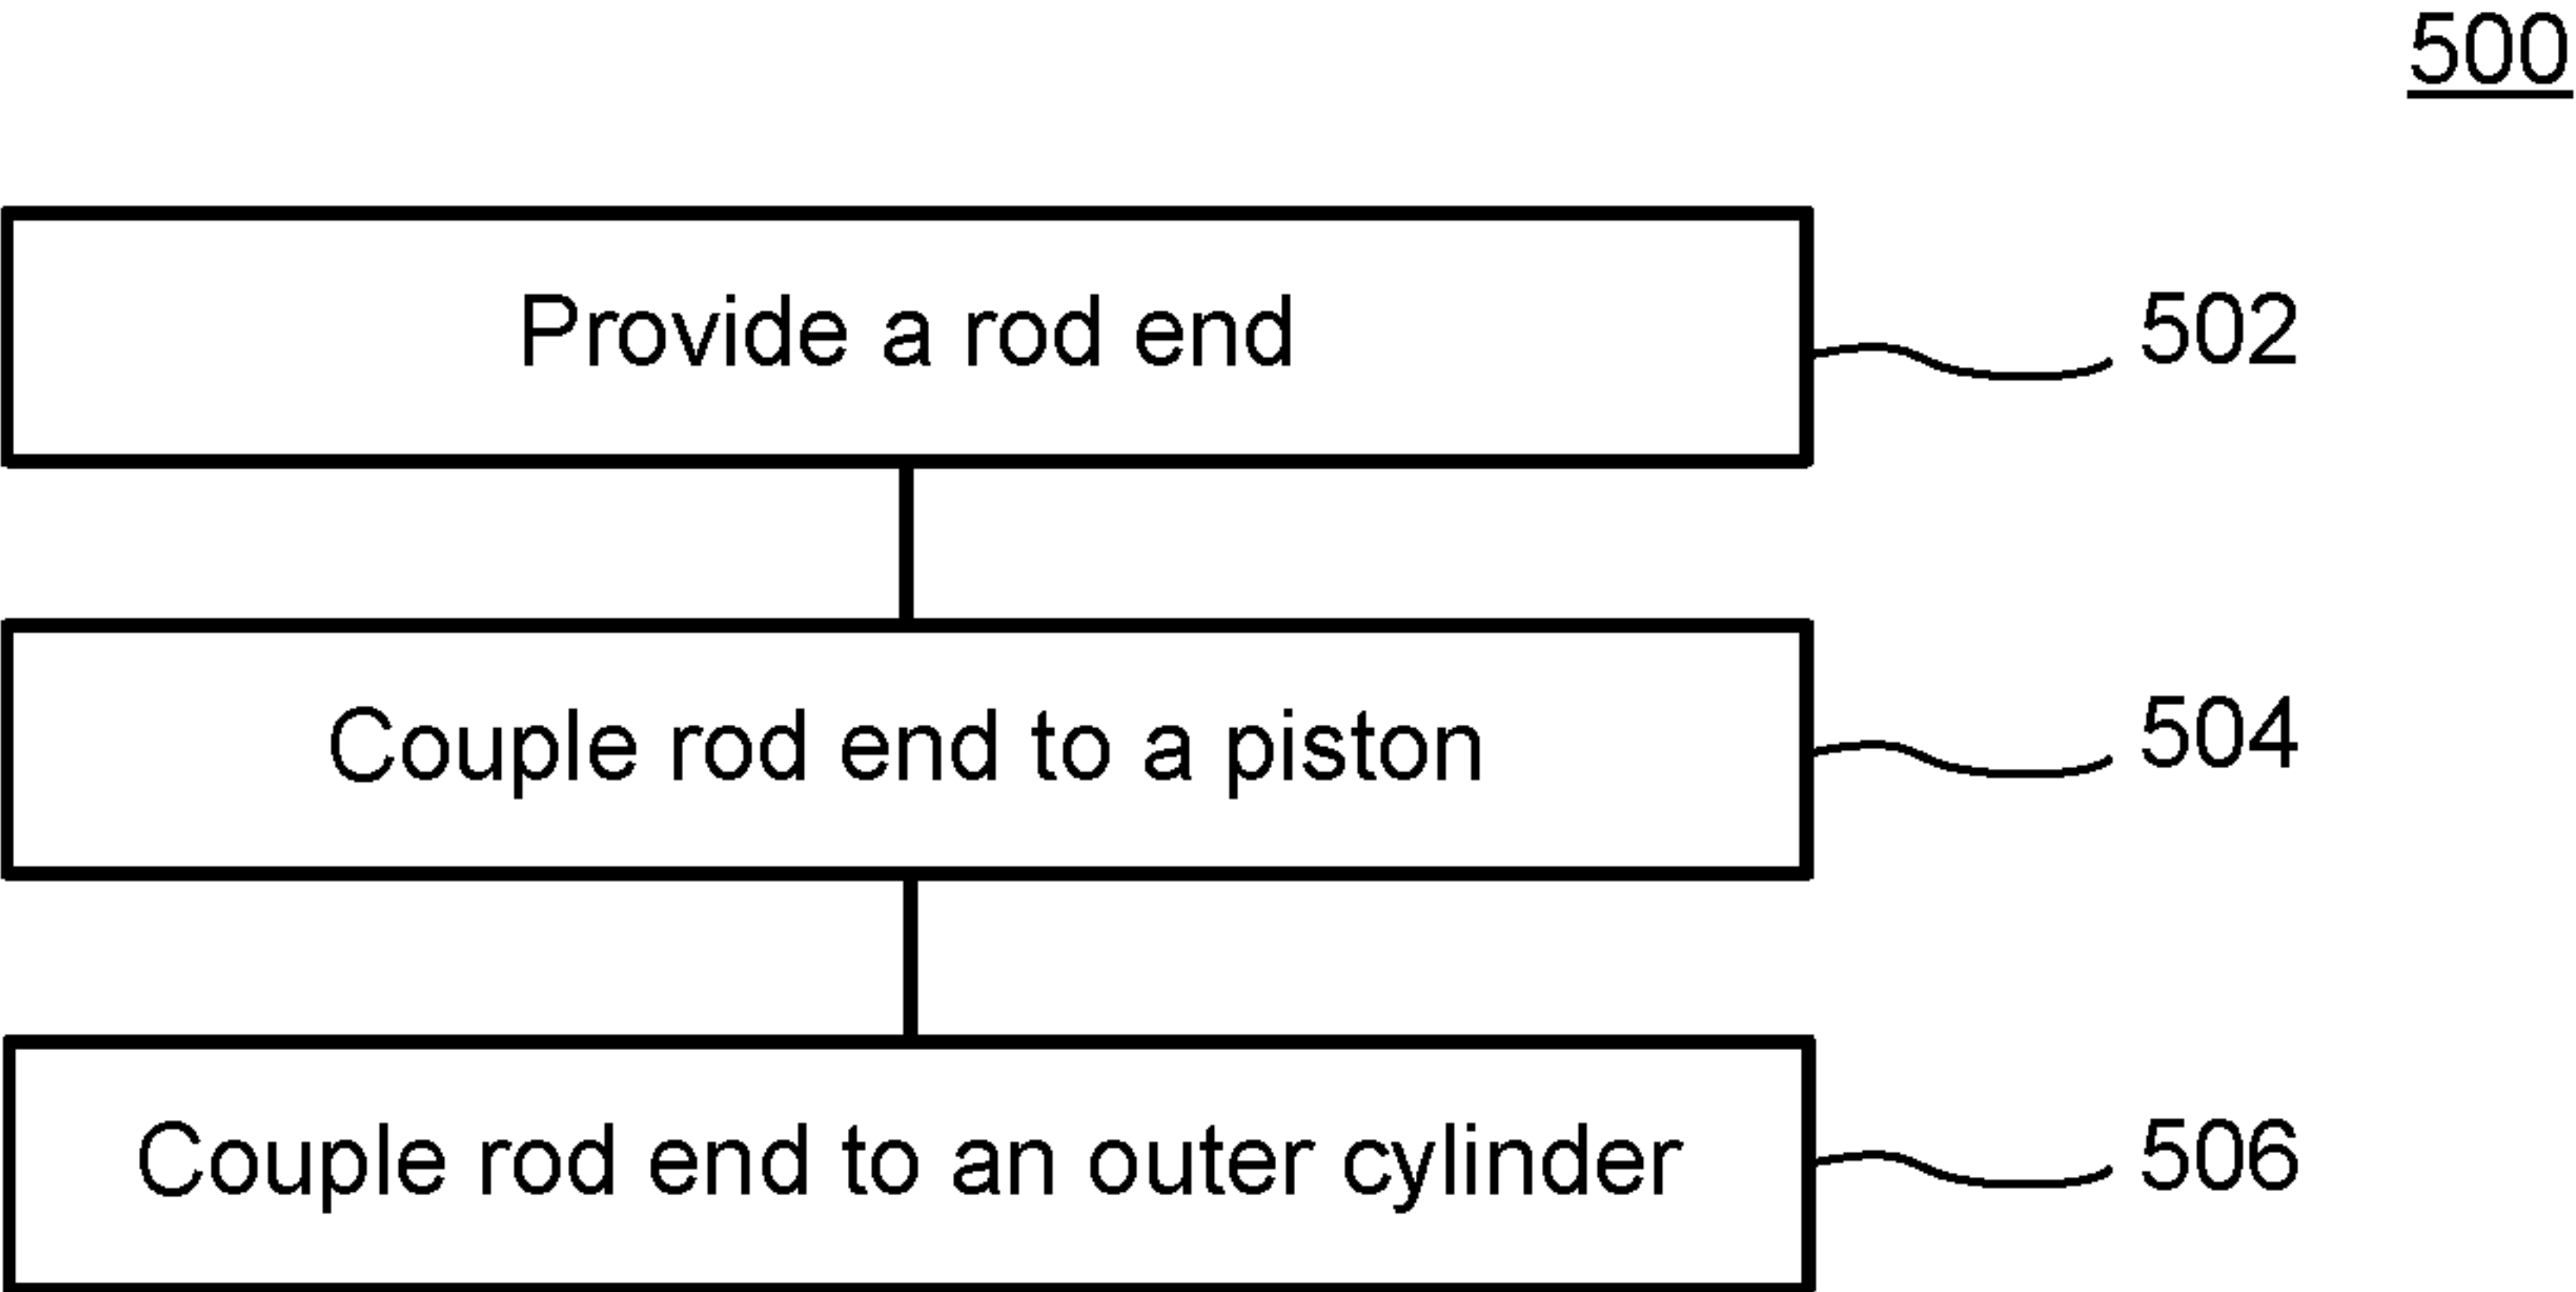 500
Provide a rod end
502
Couple rod end to a piston
504
Couple rod end to an outer cylinder
506